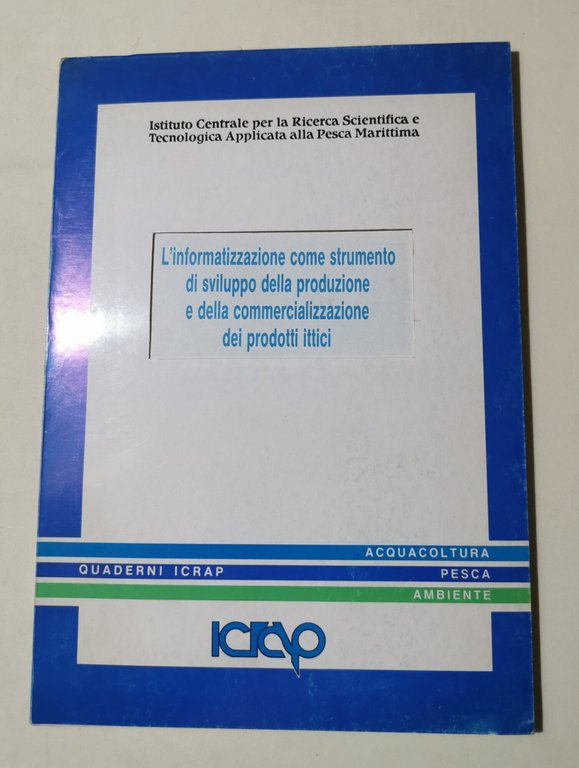 Istituto Centrale per la Ricerca Scientifica e
Tecnologica Applicata alla Pesca Marittima
L'informatizzazione come strumento
di sviluppo della produzione
e della commercializzazione
dei prodotti ittici
ACQUACOLTURA
QUADERNI ICRAP PESCA
AMBIENTE
ICRAP